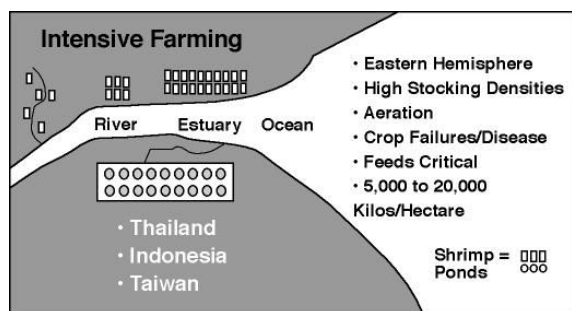 Intensive Farming
River
Estuary
Ocean
· Thailand
· Indonesia
· Taiwan
· Eastern Hemisphere
· High Stocking Densities
· Aeration
· Crop Failures/Disease
· Feeds Critical
· 5,000 to 20,000
Kilos/Hectare
Shrimp =
Ponds